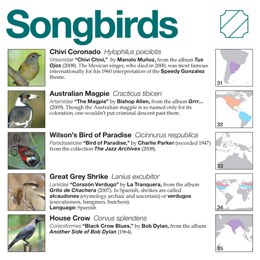 Songbirds
Chivi Coronado Hylophilus poicilotis
Vireonidae “Chivi Chivi,” by Manolo Muñoz, from the album Tus
Ojos (2008). The Mexican singer, who died in 2000, was most famous
internationally for his 1960 interpretation of the Speedy Gonzalez
theme.
31
Australian Magpie Cracticus tibicen
Artamidae “The Magpie” by Bishop Allen, from the album Grrr...
(2009). Though the Australian magpie is so named only for its
coloration, one wouldn't put criminal descent past them.
32
Wilson's Bird of Paradise Cicinnurus respublica
Paradisaeidae “Bird of Paradise,” by Charlie Parker (recorded 1947)
from the collection The Jazz Archives (2008).
33
Great Grey Shrike Lanius excubitor
Laniidae “Corazón Verdugo” by La Tranquera, from the album
Grito de Chachera (2007). In Spanish, shrikes are called
alcaudones (etymology archaic and uncertain) or verdugos
(executioners, hangmen, butchers).
Language: Spanish
34
House Crow Corvus splendens
Coraciiformes “Black Crow Blues,” by Bob Dylan, from the album
Another Side of Bob Dylan (1964).
35